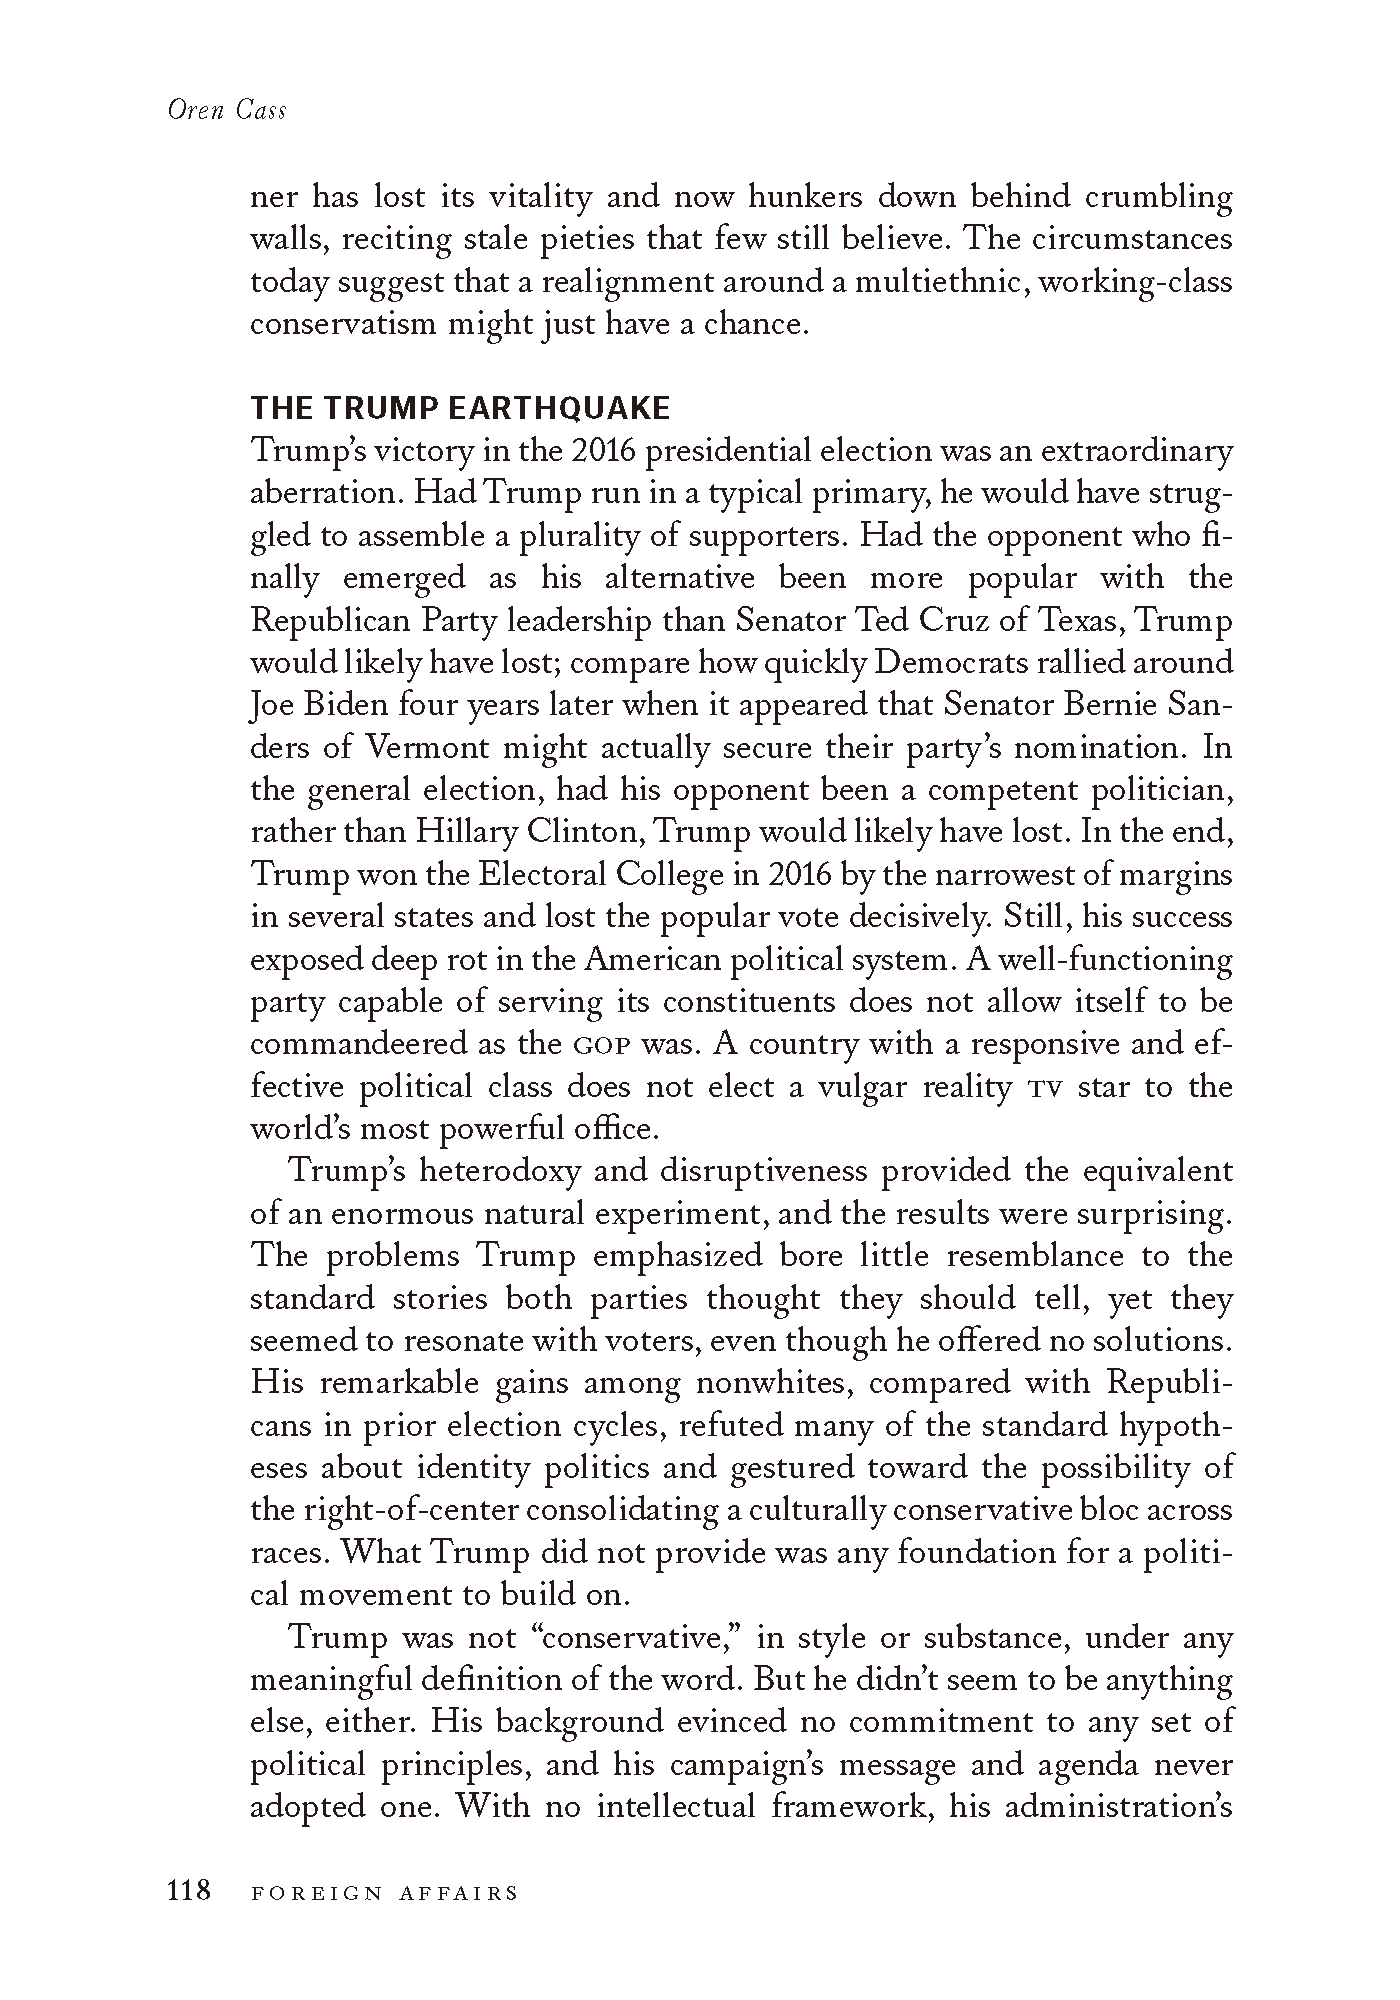 Oren Cass
ner has lost its vitality and now hunkers down behind crumbling
walls, reciting stale pieties that few still believe. The circumstances
today suggest that a realignment around a multiethnic, working-class
conservatism might just have a chance.
THE TRUMP EARTHQUAKE
Trump’s victory in the 2016 presidential election was an extraordinary
aberration. Had Trump run in a typical primary, he would have strug-
gled to assemble a plurality of supporters. Had the opponent who fi-
nally emerged as his alternative been more popular with the
Republican Party leadership than Senator Ted Cruz of Texas, Trump
would likely have lost; compare how quickly Democrats rallied around
Joe Biden four years later when it appeared that Senator Bernie San-
ders of Vermont might actually secure their party’s nomination. In
the general election, had his opponent been a competent politician,
rather than Hillary Clinton, Trump would likely have lost. In the end,
Trump won the Electoral College in 2016 by the narrowest of margins
in several states and lost the popular vote decisively. Still, his success
exposed deep rot in the American political system. A well-functioning
party capable of serving its constituents does not allow itself to be
commandeered as the GOP was. A country with a responsive and ef-
fective political class does not elect a vulgar reality TV star to the
world’s most powerful office.
Trump’s heterodoxy and disruptiveness provided the equivalent
of an enormous natural experiment, and the results were surprising.
The problems Trump emphasized bore little resemblance to the
standard stories both parties thought they should tell, yet they
seemed to resonate with voters, even though he offered no solutions.
His remarkable gains among nonwhites, compared with Republi-
cans in prior election cycles, refuted many of the standard hypoth-
eses about identity politics and gestured toward the possibility of
the right-of-center consolidating a culturally conservative bloc across
races. What Trump did not provide was any foundation for a politi-
cal movement to build on.
Trump was not “conservative,” in style or substance, under any
meaningful definition of the word. But he didn’t seem to be anything
else, either. His background evinced no commitment to any set of
political principles, and his campaign’s message and agenda never
adopted one. With no intellectual framework, his administration’s
118 FOREIGN AFFAIRS